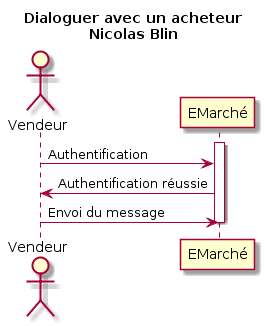 Dialoguer avec un acheteur
Nicolas Blin
Vendeur
EMarché
Authentification
Authentification réussie
Envoi du message
Vendeur
EMarché